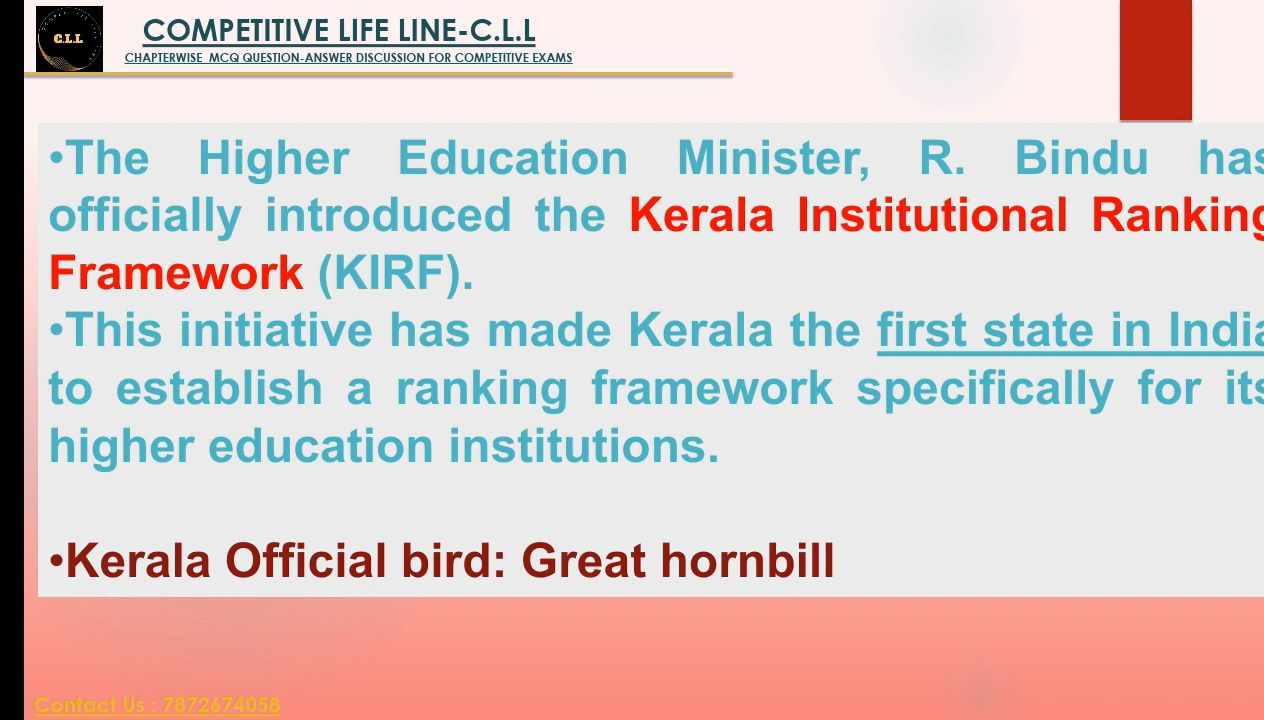 C.L.L
COMPETITIVE LIFE LINE-C.L.L
CHAPTERWISE MCQ QUESTION-ANSWER DISCUSSION FOR COMPETITIVE EXAMS
•The Higher Education Minister, R. Bindu has
officially introduced the Kerala Institutional Ranking
Framework (KIRF).
•This initiative has made Kerala the first state in India
to establish a ranking framework specifically for its
higher education institutions.
•Kerala Official bird: Great hornbill
Contact Us : 7872674058